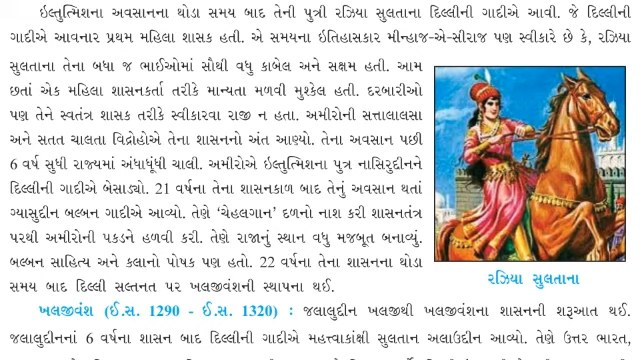 ઇલ્તુત્મિશના અવસાનના થોડા સમય બાદ તેની પુત્રી રઝિયા સુલતાના દિલ્લીની ગાદીએ આવી. જે દિલ્લીની
ગાદીએ આવનાર પ્રથમ મહિલા શાસક હતી. એ સમયના ઇતિહાસકાર મીન્હાજ-એ-સીરાજ પણ સ્વીકારે છે કે, રઝિયા
સુલતાના તેના બધા જ ભાઈઓમાં સૌથી વધુ કાબેલ અને સક્ષમ હતી. આમ
છતાં એક મહિલા શાસનકર્તા તરીકે માન્યતા મળવી મુશ્કેલ હતી. દરબારીઓ
પણ તેને સ્વતંત્ર શાસક તરીકે સ્વીકારવા રાજી ન હતા. અમીરોની સત્તાલાલસા
અને સતત ચાલતા વિદ્રોહોએ તેના શાસનનો અંત આણ્યો. તેના અવસાન પછી
6 વર્ષ સુધી રાજ્યમાં અંધાધૂંધી ચાલી. અમીરોએ ઇલ્તુત્મિશના પુત્ર નાસિરુદ્દીનને
દિલ્લીની ગાદીએ બેસાડ્યો. 21 વર્ષના તેના શાસનકાળ બાદ તેનું અવસાન થતાં
ગ્યાસુદીન બલ્બન ગાદીએ આવ્યો. તેણે ‘ચેહલગાન’ દળનો નાશ કરી શાસનતંત્ર
પરથી અમીરોની પકડને હળવી કરી. તેણે રાજાનું સ્થાન વધુ મજબૂત બનાવ્યું.
બલ્બન સાહિત્ય અને કલાનો પોષક પણ હતો. 22 વર્ષના તેના શાસનના થોડા
સમય બાદ દિલ્લી સલ્તનત પર ખલજીવંશની સ્થાપના થઈ.
રઝિયા સુલતાના
ખલજીવંશ (ઈ.સ. 1290 - ઈ.સ. 1320) : જલાલુદીન ખલજીથી ખલજીવંશના શાસનની શરૂઆત થઈ.
જલાલુદીનનાં 6 વર્ષના શાસન બાદ દિલ્લીની ગાદીએ મહત્ત્વાકાંક્ષી સુલતાન અલાઉદીન આવ્યો. તેણે ઉત્તર ભારત,